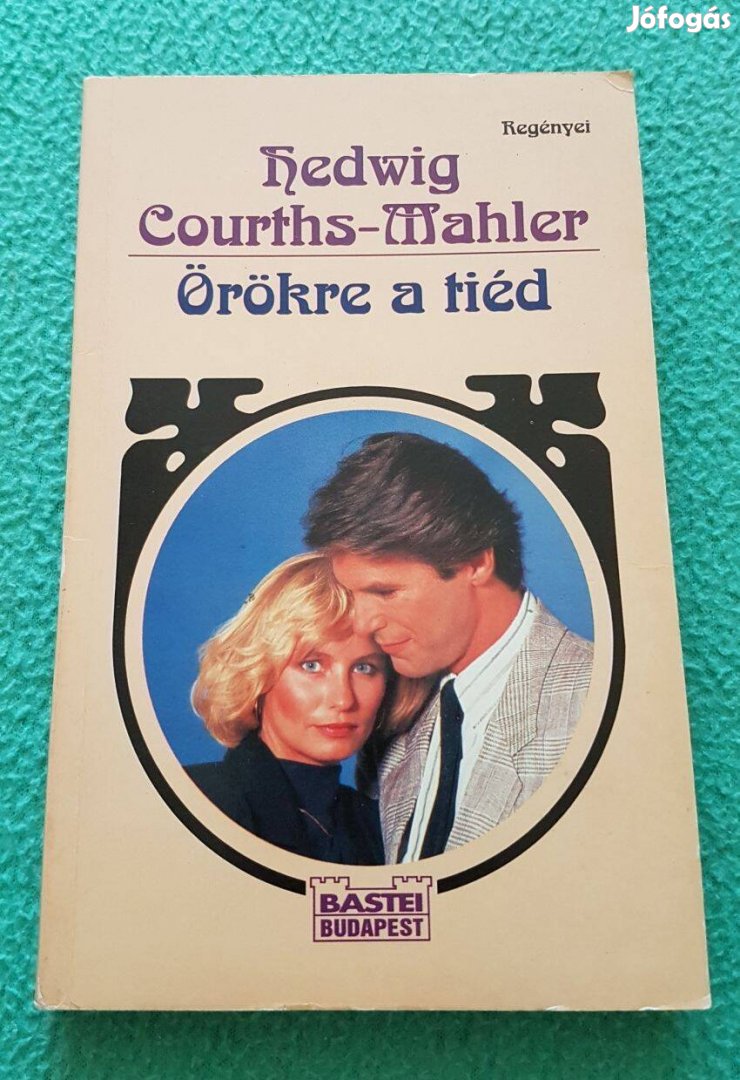 Jófogás
Regényei
Hedwig
Courths-Mahler
Örökre a tiéd
BASTEI
BUDAPEST